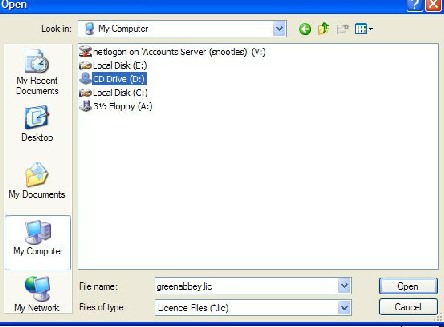 Open
Look in: My Computer
netlogon on 'Accounts Server (snootles)' (V:)
Local Disk (E:)
CD Drive (D:)
Local Disk (C:)
3½ Floppy (A:)
My Recent
Documents
Desktop
My Documents
My Computer
My Network
File name: greenabbey.lic Open
Files of type: Licence Files (*.lic) Cancel